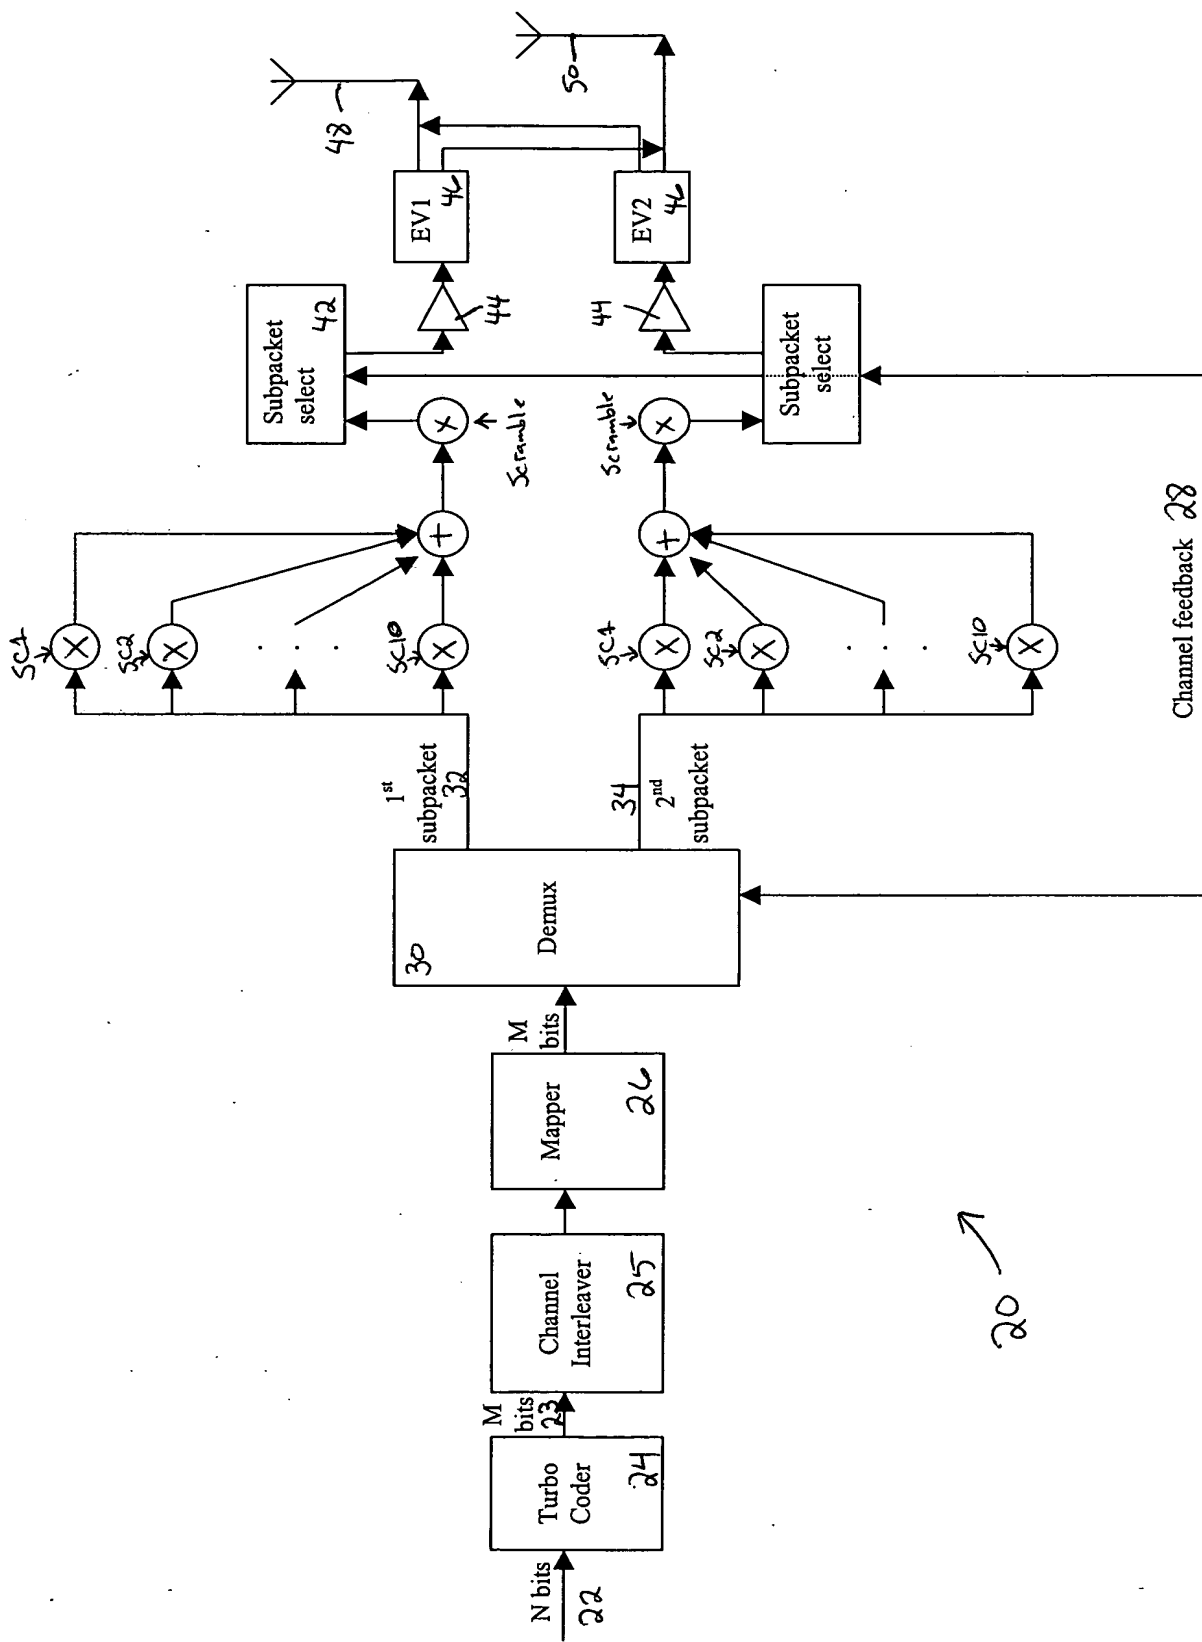 N bits
22
Turbo
Coder
24
M
bits
23
Channel
Interleaver
25
Mapper
26
M
bits
30
Demux
1st
subpacket
32
34
2nd
subpacket
SC1
SC2
SC10
SC1
SC2
SC10
X
X
X
X
X
X
+
+
X
X
Scramble
Scramble
Subpacket
select
42
Subpacket
select
44
44
EV1
46
EV2
46
48
50
Channel feedback 28
20